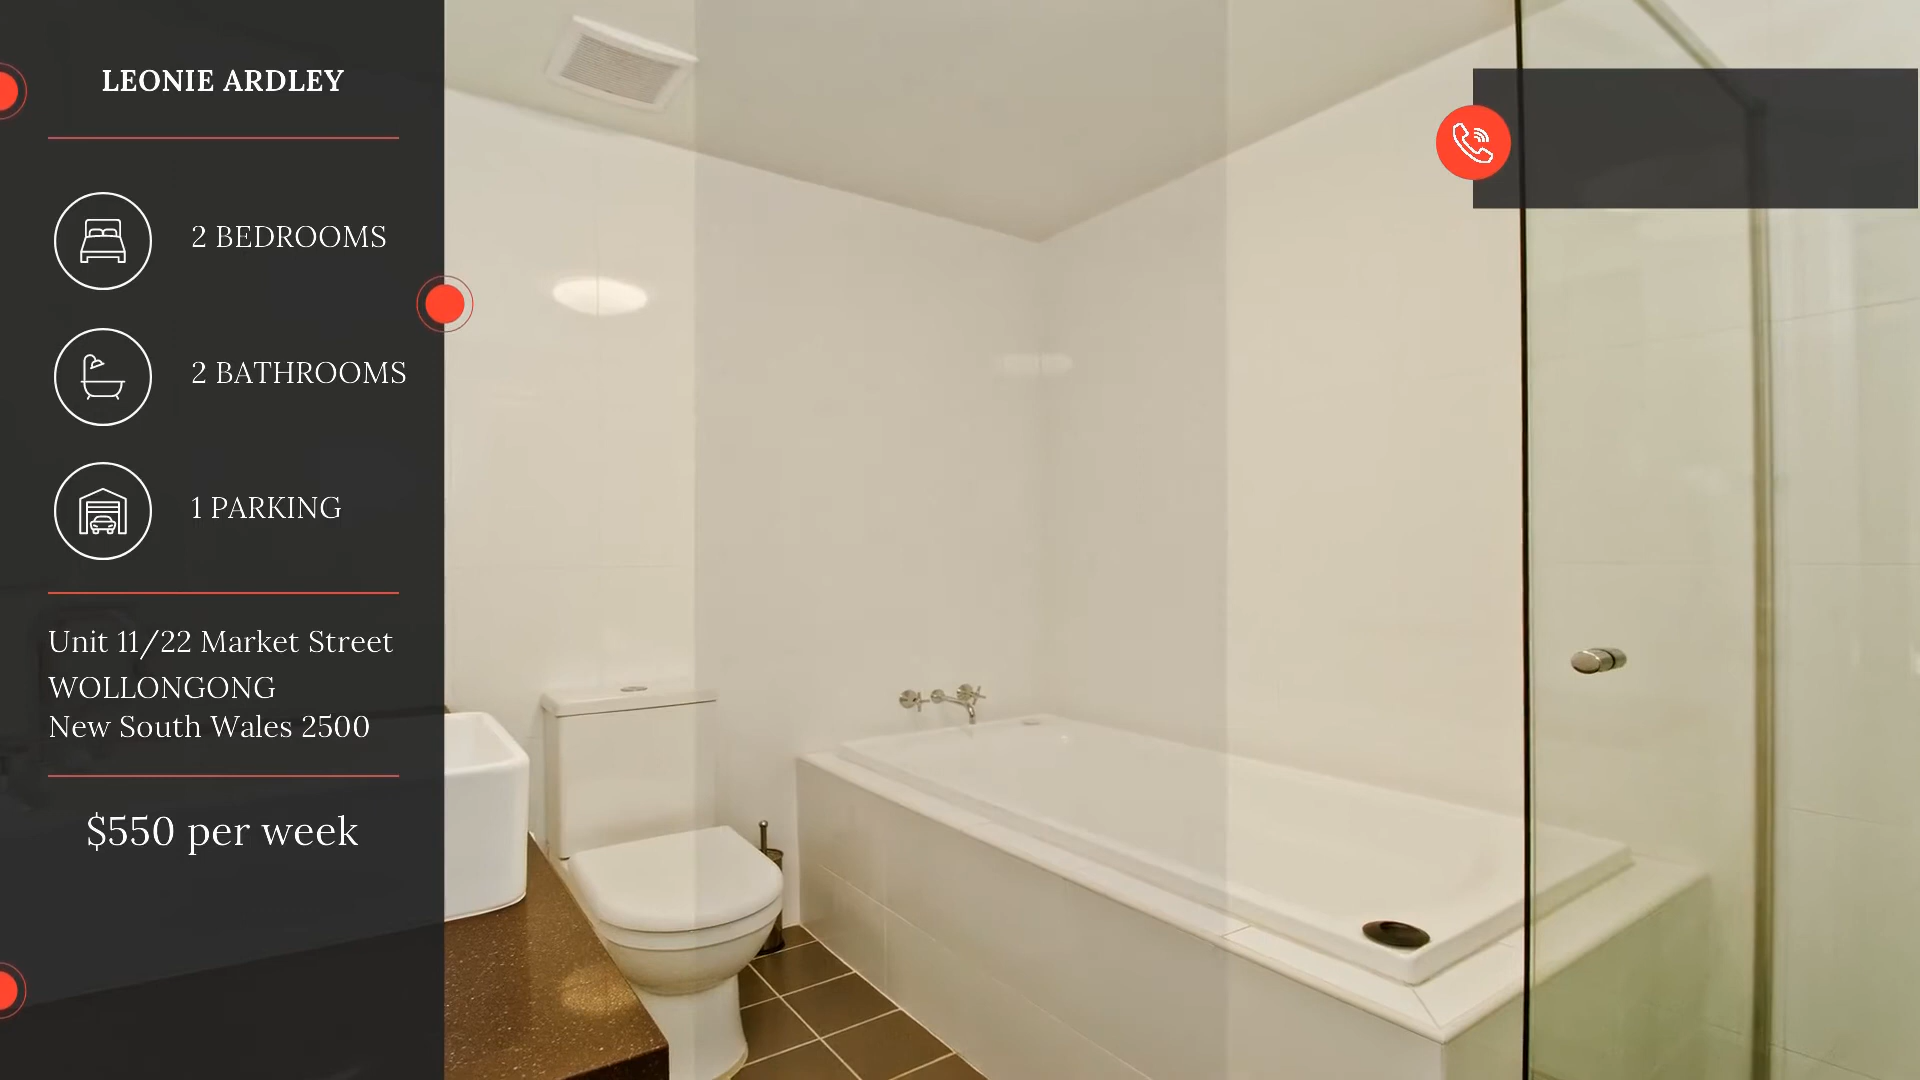 LEONIE ARDLEY
2 BEDROOMS
2 BATHROOMS
1 PARKING
Unit 11/22 Market Street
WOLLONGONG
New South Wales 2500
$550 per week